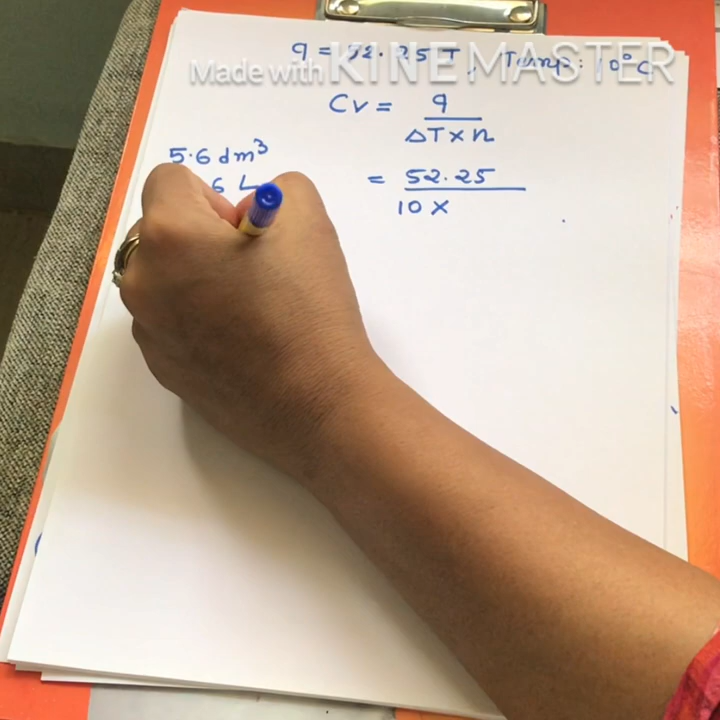 q = 52.25 J, Temp: 10°C
Made with KINEMASTER
Cv = q
ΔT x n
5.6 dm³
6 L
= 52.25
10 x